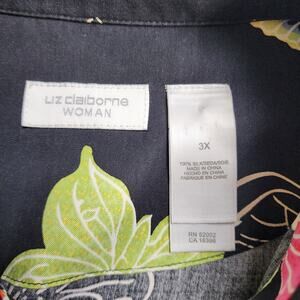 liz claiborne
WOMAN
3X
100% SILK/SEDA/SOIE
MADE IN CHINA
HECHO EN CHINA
FABRIQUÉ EN CHINE
RN 52002
CA 16396